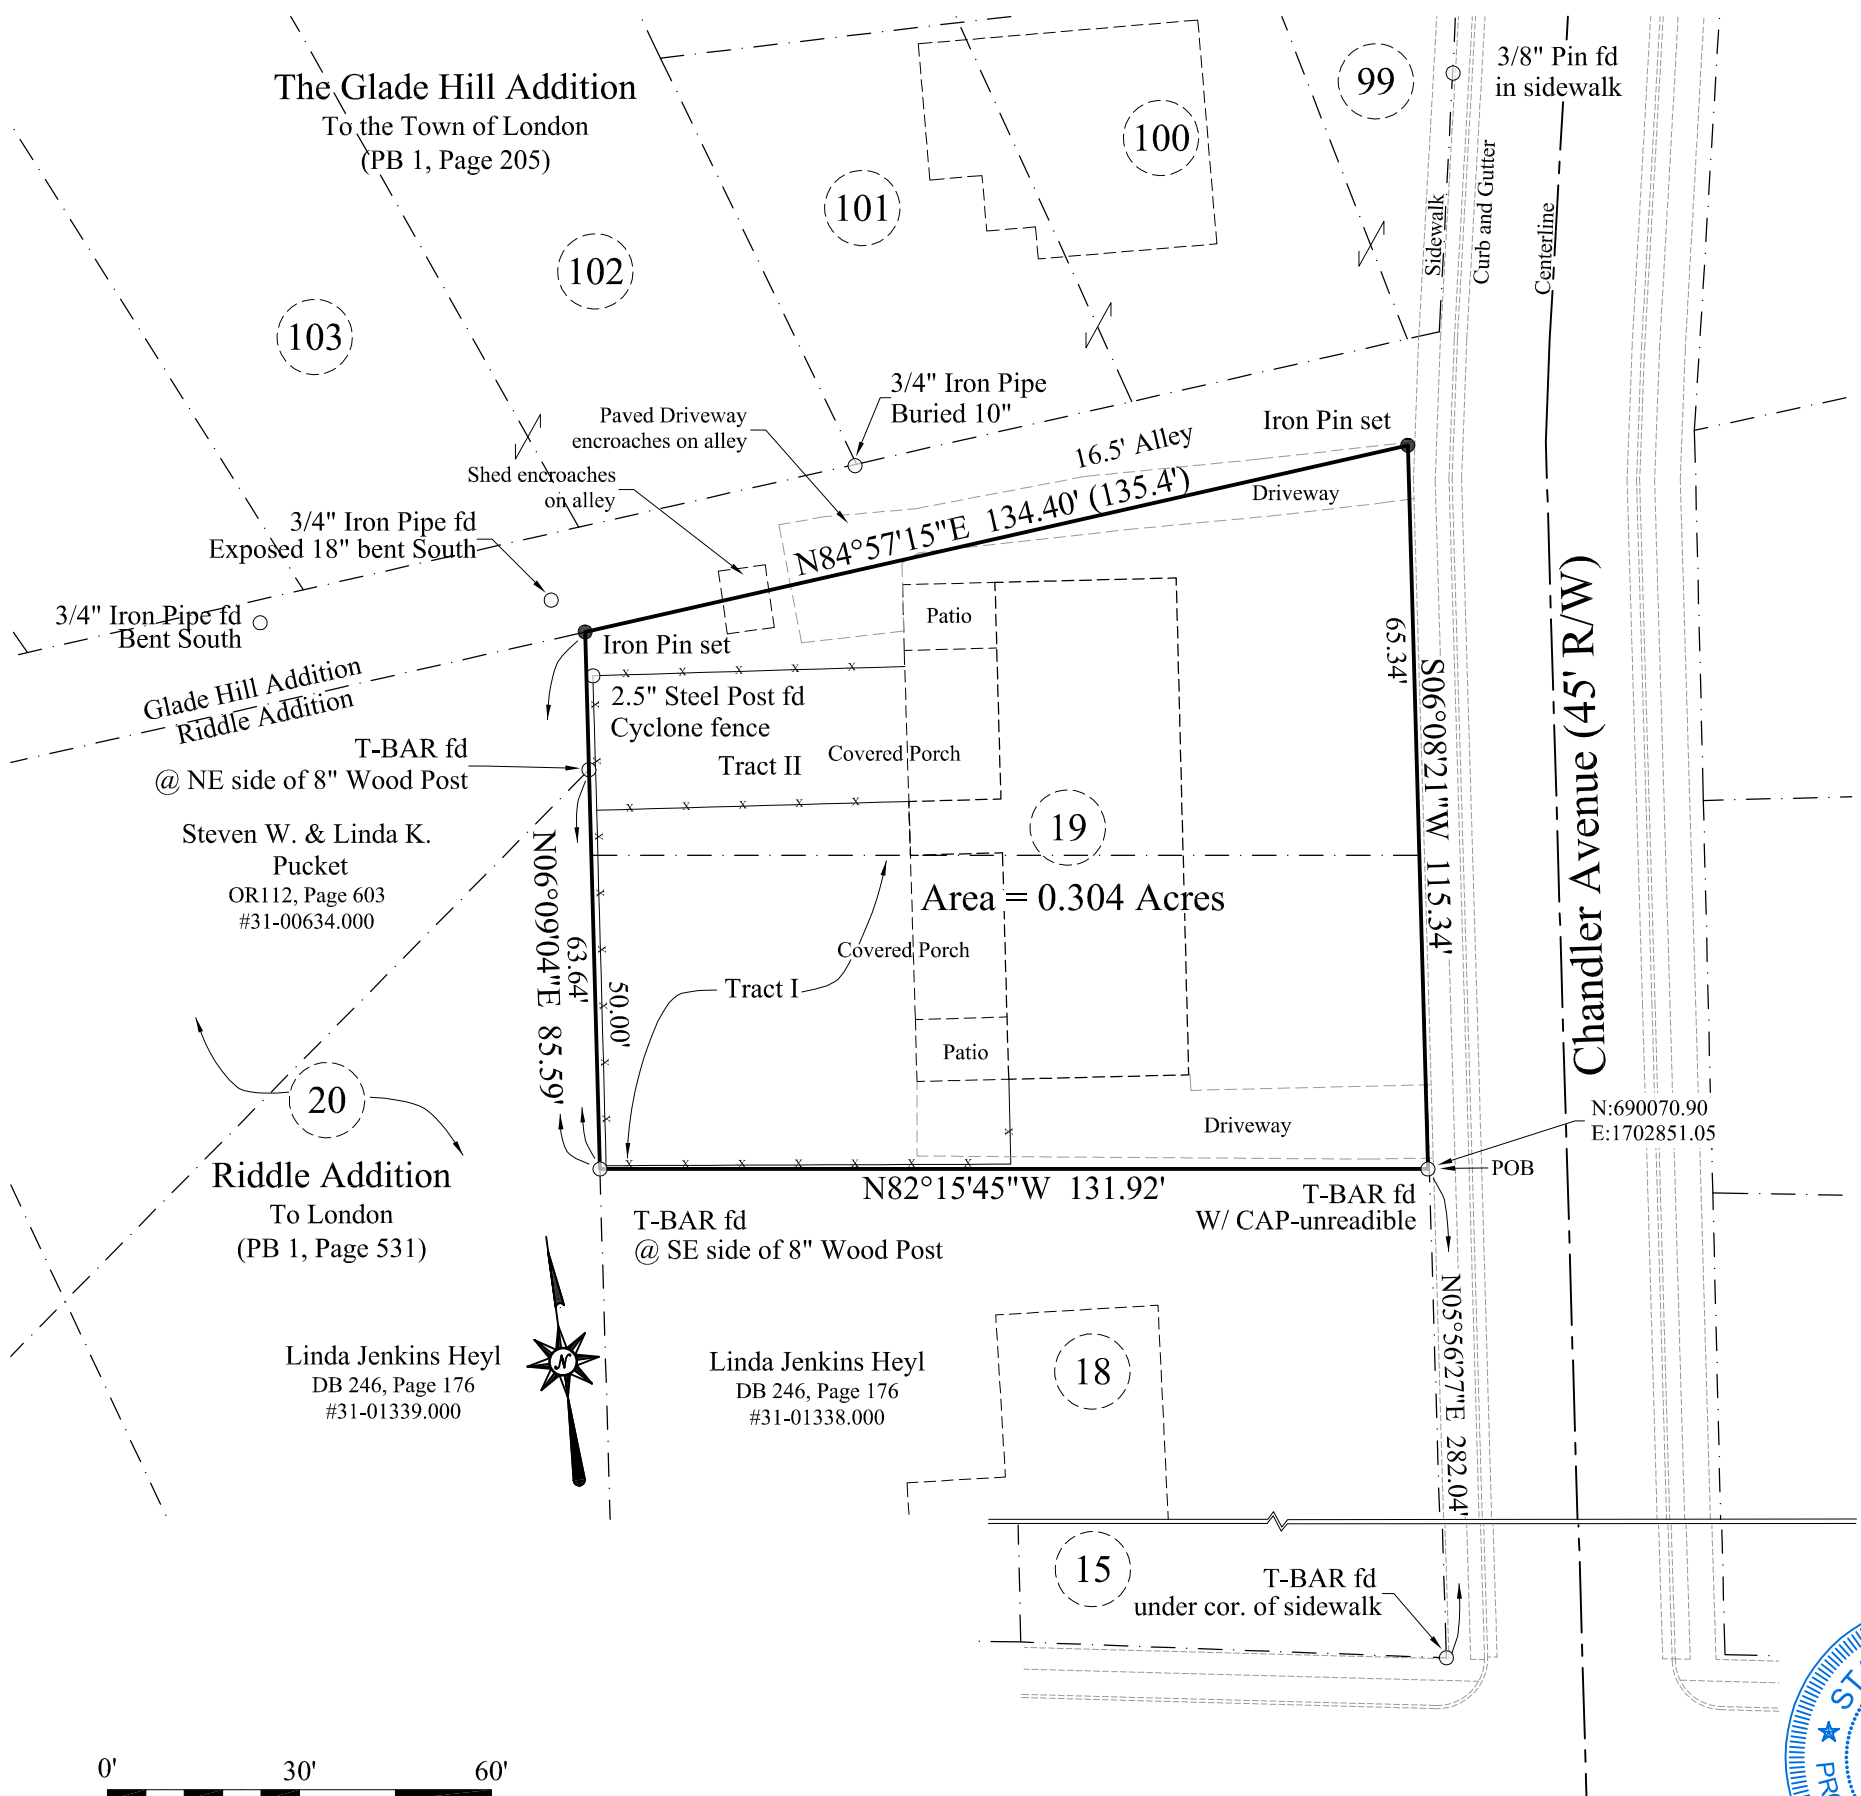 The Glade Hill Addition
To the Town of London
(PB 1, Page 205)
99
100
101
102
103
3/8" Pin fd
in sidewalk
Sidewalk
Curb and Gutter
Centerline
3/4" Iron Pipe
Buried 10"
Paved Driveway
encroaches on alley
Shed encroaches
on alley
3/4" Iron Pipe fd
Exposed 18" bent South
3/4" Iron Pipe fd
Bent South
Iron Pin set
16.5' Alley
N84°57'15"E 134.40' (135.4')
Driveway
Iron Pin set
Patio
Glade Hill Addition
Riddle Addition
2.5" Steel Post fd
Cyclone fence
T-BAR fd
@ NE side of 8" Wood Post
Tract II
Covered Porch
65.34'
S06°08'21"W 115.34'
Chandler Avenue (45' R/W)
Steven W. & Linda K.
Pucket
OR112, Page 603
#31-00634.000
19
Area = 0.304 Acres
N06°09'04"E 85.59'
63.64'
50.00'
Covered Porch
Tract I
Patio
Driveway
20
Riddle Addition
To London
(PB 1, Page 531)
N:690070.90
E:1702851.05
POB
N82°15'45"W 131.92'
T-BAR fd
@ SE side of 8" Wood Post
T-BAR fd
W/ CAP-unreadible
N05°56'27"E 282.04'
Linda Jenkins Heyl
DB 246, Page 176
#31-01339.000
N
Linda Jenkins Heyl
DB 246, Page 176
#31-01338.000
18
15
T-BAR fd
under cor. of sidewalk
0' 30' 60'